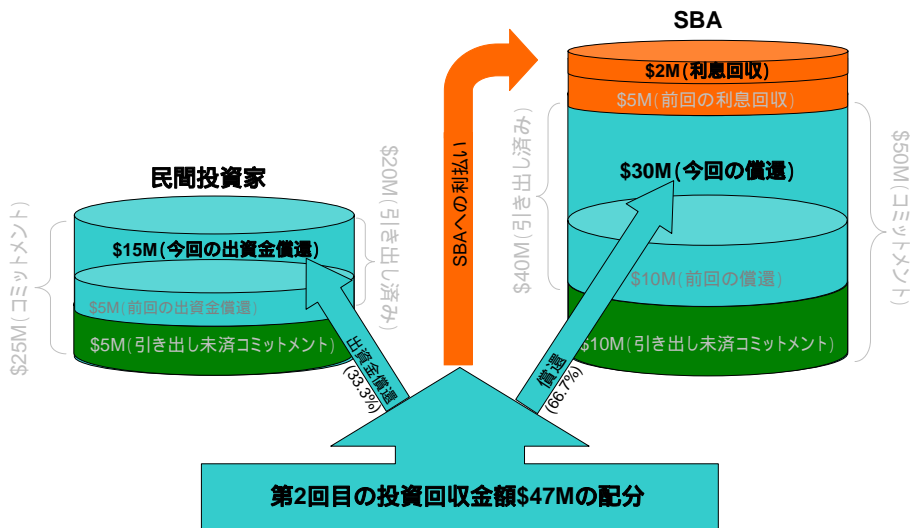 SBA
$2M(利息回収)
$5M(前回の利息回収)
$30M(今回の償還)
$10M(前回の償還)
$10M(引き出し未済コミットメント)
$40M(引き出し済み)
$50M(コミットメント)
民間投資家
$15M(今回の出資金償還)
$5M(前回の出資金償還)
$5M(引き出し未済コミットメント)
$25M(コミットメント)
$20M(引き出し済み)
SBAへの利払い
出資金償還
(33.3%)
償還
(66.7%)
第2回目の投資回収金額$47Mの配分